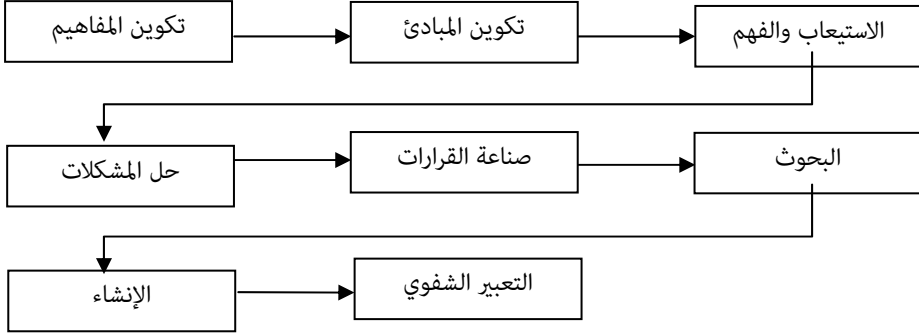 تكوين المفاهيم
تكوين المبادئ
الاستيعاب والفهم
حل المشكلات
صناعة القرارات
البحوث
الإنشاء
التعبير الشفوي